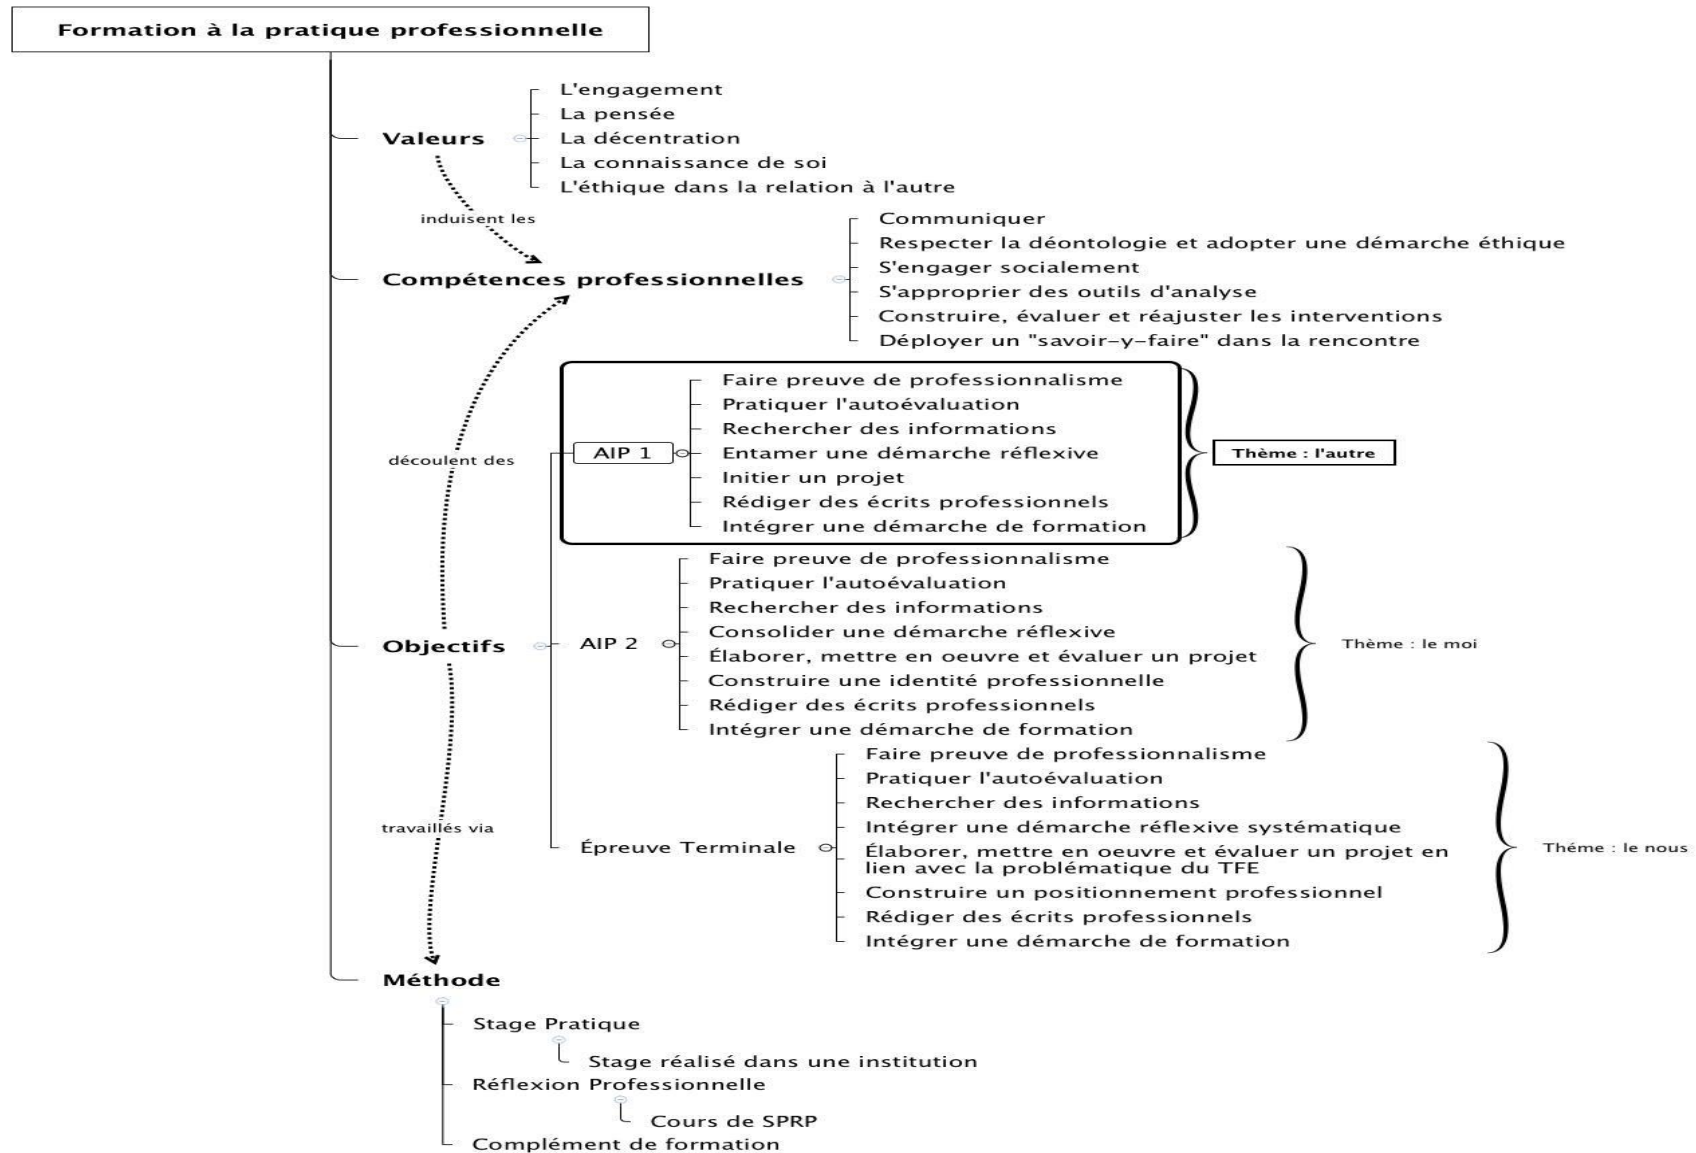 Formation à la pratique professionnelle
Valeurs
L'engagement
La pensée
La décentration
La connaissance de soi
L'éthique dans la relation à l'autre
induisent les
Compétences professionnelles
Communiquer
Respecter la déontologie et adopter une démarche éthique
S'engager socialement
S'approprier des outils d'analyse
Construire, évaluer et réajuster les interventions
Déployer un "savoir-y-faire" dans la rencontre
découlent des
Objectifs
AIP 1
Faire preuve de professionnalisme
Pratiquer l'autoévaluation
Rechercher des informations
Entamer une démarche réflexive
Initier un projet
Rédiger des écrits professionnels
Intégrer une démarche de formation
Thème : l'autre
AIP 2
Faire preuve de professionnalisme
Pratiquer l'autoévaluation
Rechercher des informations
Consolider une démarche réflexive
Élaborer, mettre en oeuvre et évaluer un projet
Construire une identité professionnelle
Rédiger des écrits professionnels
Intégrer une démarche de formation
Thème : le moi
Épreuve Terminale
Faire preuve de professionnalisme
Pratiquer l'autoévaluation
Rechercher des informations
Intégrer une démarche réflexive systématique
Élaborer, mettre en oeuvre et évaluer un projet en
lien avec la problématique du TFE
Construire un positionnement professionnel
Rédiger des écrits professionnels
Intégrer une démarche de formation
Théme : le nous
travaillés via
Méthode
Stage Pratique
Stage réalisé dans une institution
Réflexion Professionnelle
Cours de SPRP
Complément de formation